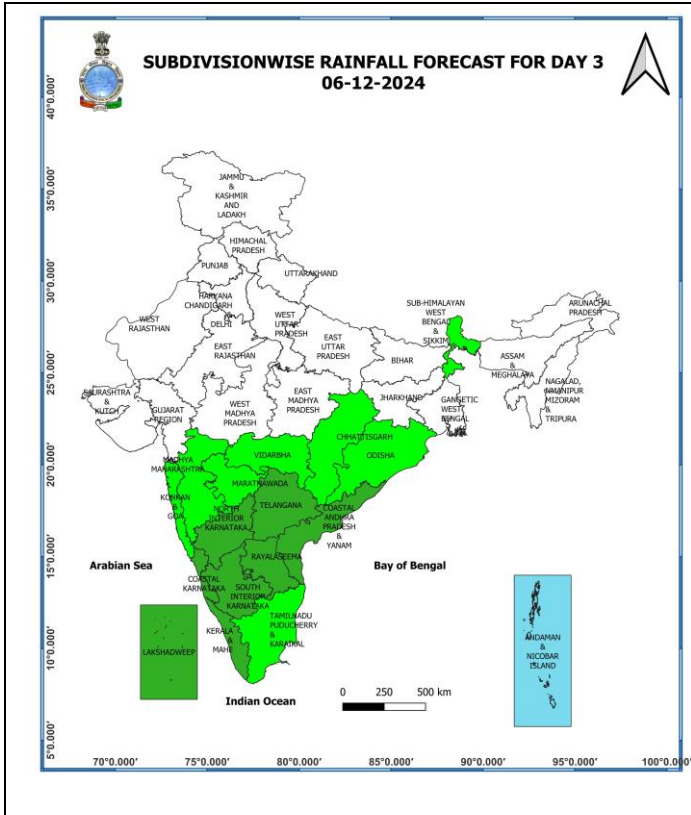 SUBDIVISIONWISE RAINFALL FORECAST FOR DAY 3
06-12-2024
40°0.000'
35°0.000'
30°0.000'
25°0.000'
20°0.000'
15°0.000'
10°0.000'
5°0.000'
JAMMU
&
KASHMIR
AND
LADAKH
HIMACHAL
PRADESH
PUNJAB
UTTARAKHAND
HARYANA
CHANDIGARH
&
DELHI
WEST
RAJASTHAN
WEST
UTTAR
PRADESH
EAST
UTTAR
PRADESH
EAST
RAJASTHAN
SUB-HIMALAYAN
WEST
BENGAL
&
SIKKIM
ARUNACHAL
PRADESH
ASSAM
&
MEGHALAYA
NAGALAD,
MANIPUR
MIZORAM
&
TRIPURA
BIHAR
JHARKHAND
GANGETIC
WEST
BENGAL
SAURASHTRA
&
KUTCH
GUJARAT
REGION
WEST
MADHYA
PRADESH
EAST
MADHYA
PRADESH
CHHATTISGARH
ODISHA
VIDARBHA
MADHYA
MAHARASHTRA
MARATHWADA
KONKAN
&
GOA
NORTH
INTERIOR
KARNATAKA
TELANGANA
COASTAL
ANDHRA
PRADESH
&
YANAM
RAYALASEEMA
COASTAL
KARNATAKA
SOUTH
INTERIOR
KARNATAKA
KERALA
&
MAHE
TAMILNADU
PUDUCHERRY
&
KARAIKAL
Arabian Sea
Bay of Bengal
LAKSHADWEEP
ANDAMAN
&
NICOBAR
ISLAND
Indian Ocean
0 250 500 km
70°0.000' 75°0.000' 80°0.000' 85°0.000' 90°0.000' 95°0.000' 100°0.000'